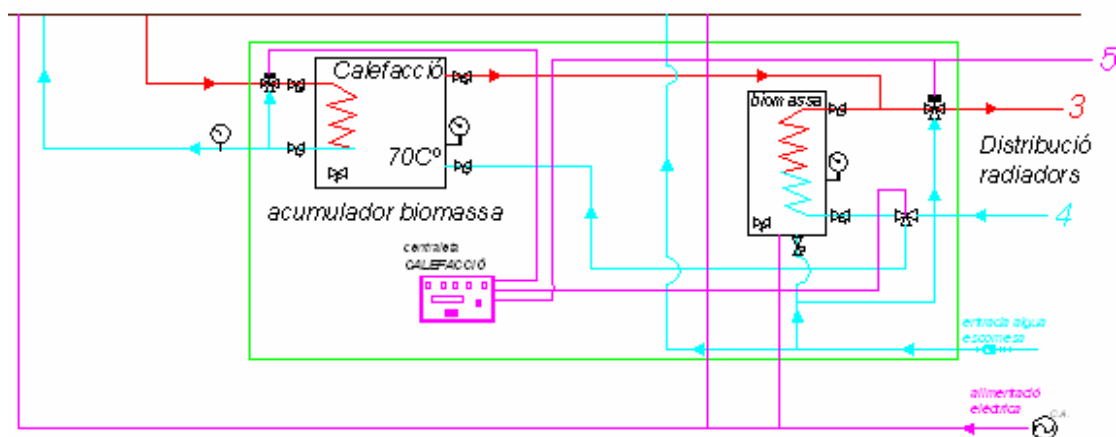 Calefacció
70Cº
acumulador biomassa
centraleta
CALEFACCIÓ
biomassa
5
3
Distribució
radiadors
4
entrada aigua
escomesa
alimentació
elèctrica
C.A.